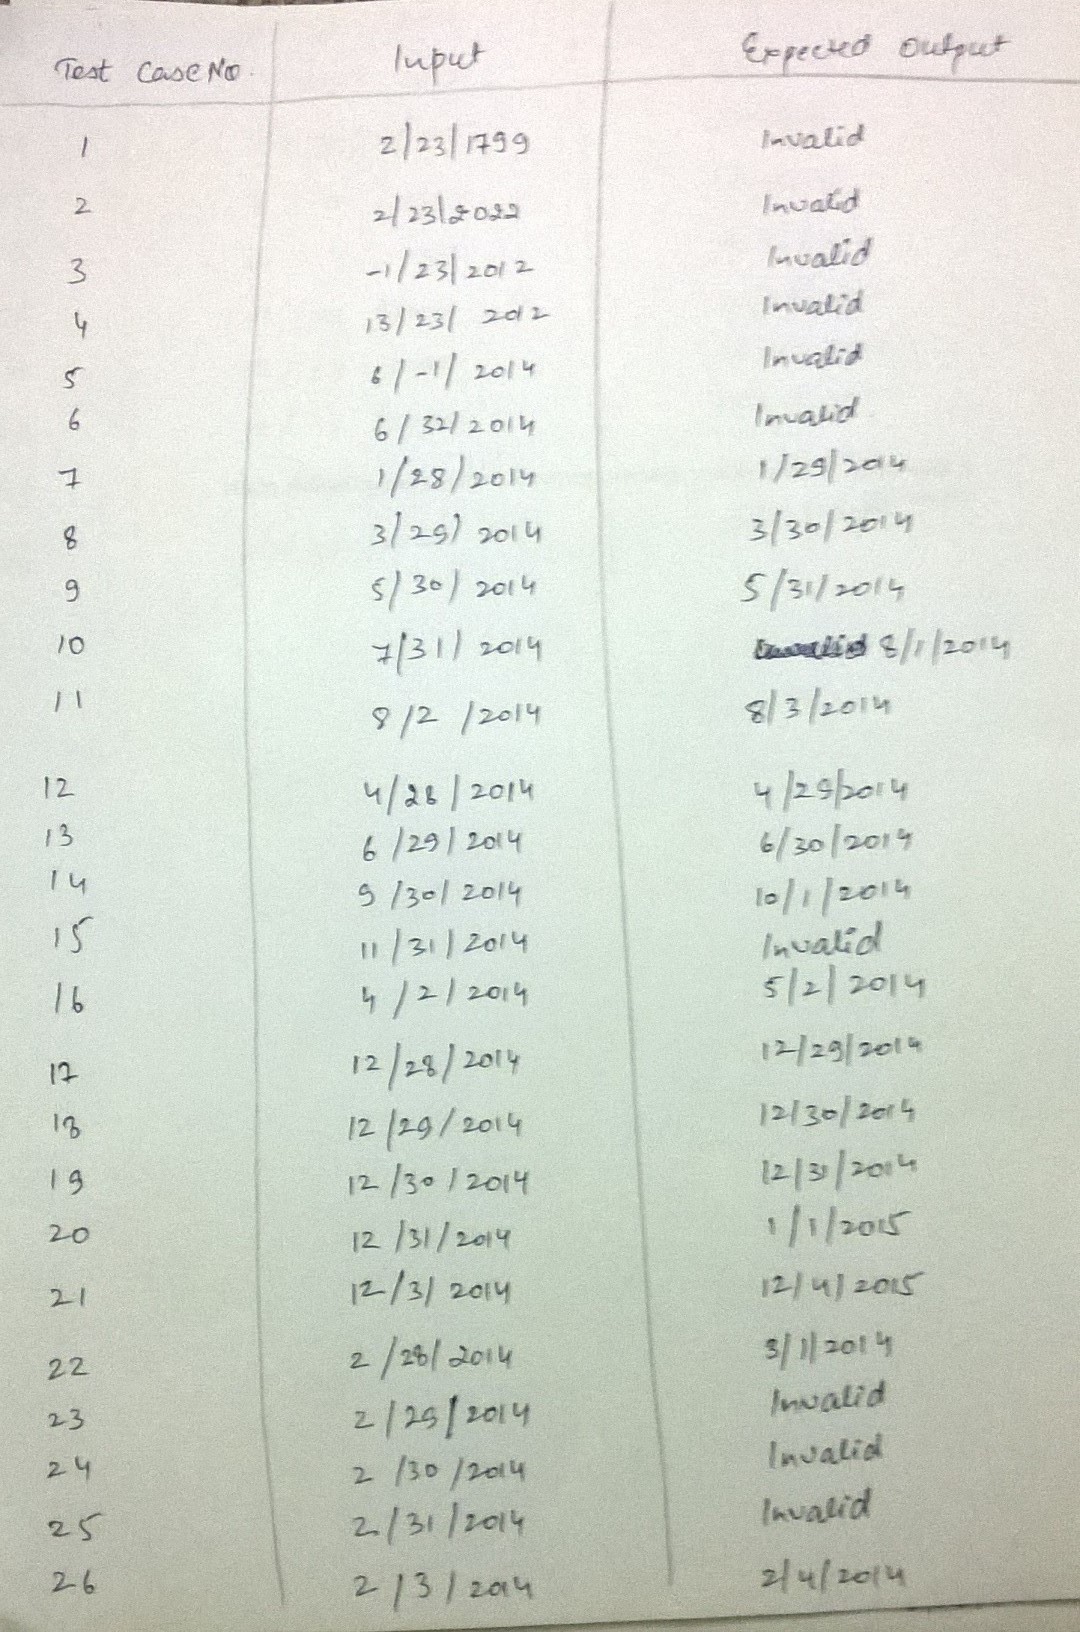 Test Case No. Input Expected Output
1 2/23/1799 Invalid
2 2/23/2022 Invalid
3 -1/23/2012 Invalid
4 13/23/2012 Invalid
5 6/-1/2014 Invalid
6 6/32/2014 Invalid
7 1/28/2014 1/29/2014
8 3/29/2014 3/30/2014
9 5/30/2014 5/31/2014
10 7/31/2014 8/1/2014
11 8/2/2014 8/3/2014
12 4/28/2014 4/29/2014
13 6/29/2014 6/30/2014
14 9/30/2014 10/1/2014
15 11/31/2014 Invalid
16 4/2/2014 5/2/2014
17 12/28/2014 12/29/2014
18 12/29/2014 12/30/2014
19 12/30/2014 12/31/2014
20 12/31/2014 1/1/2015
21 12/3/2014 12/4/2015
22 2/28/2014 3/1/2014
23 2/29/2014 Invalid
24 2/30/2014 Invalid
25 2/31/2014 Invalid
26 2/3/2014 2/4/2014